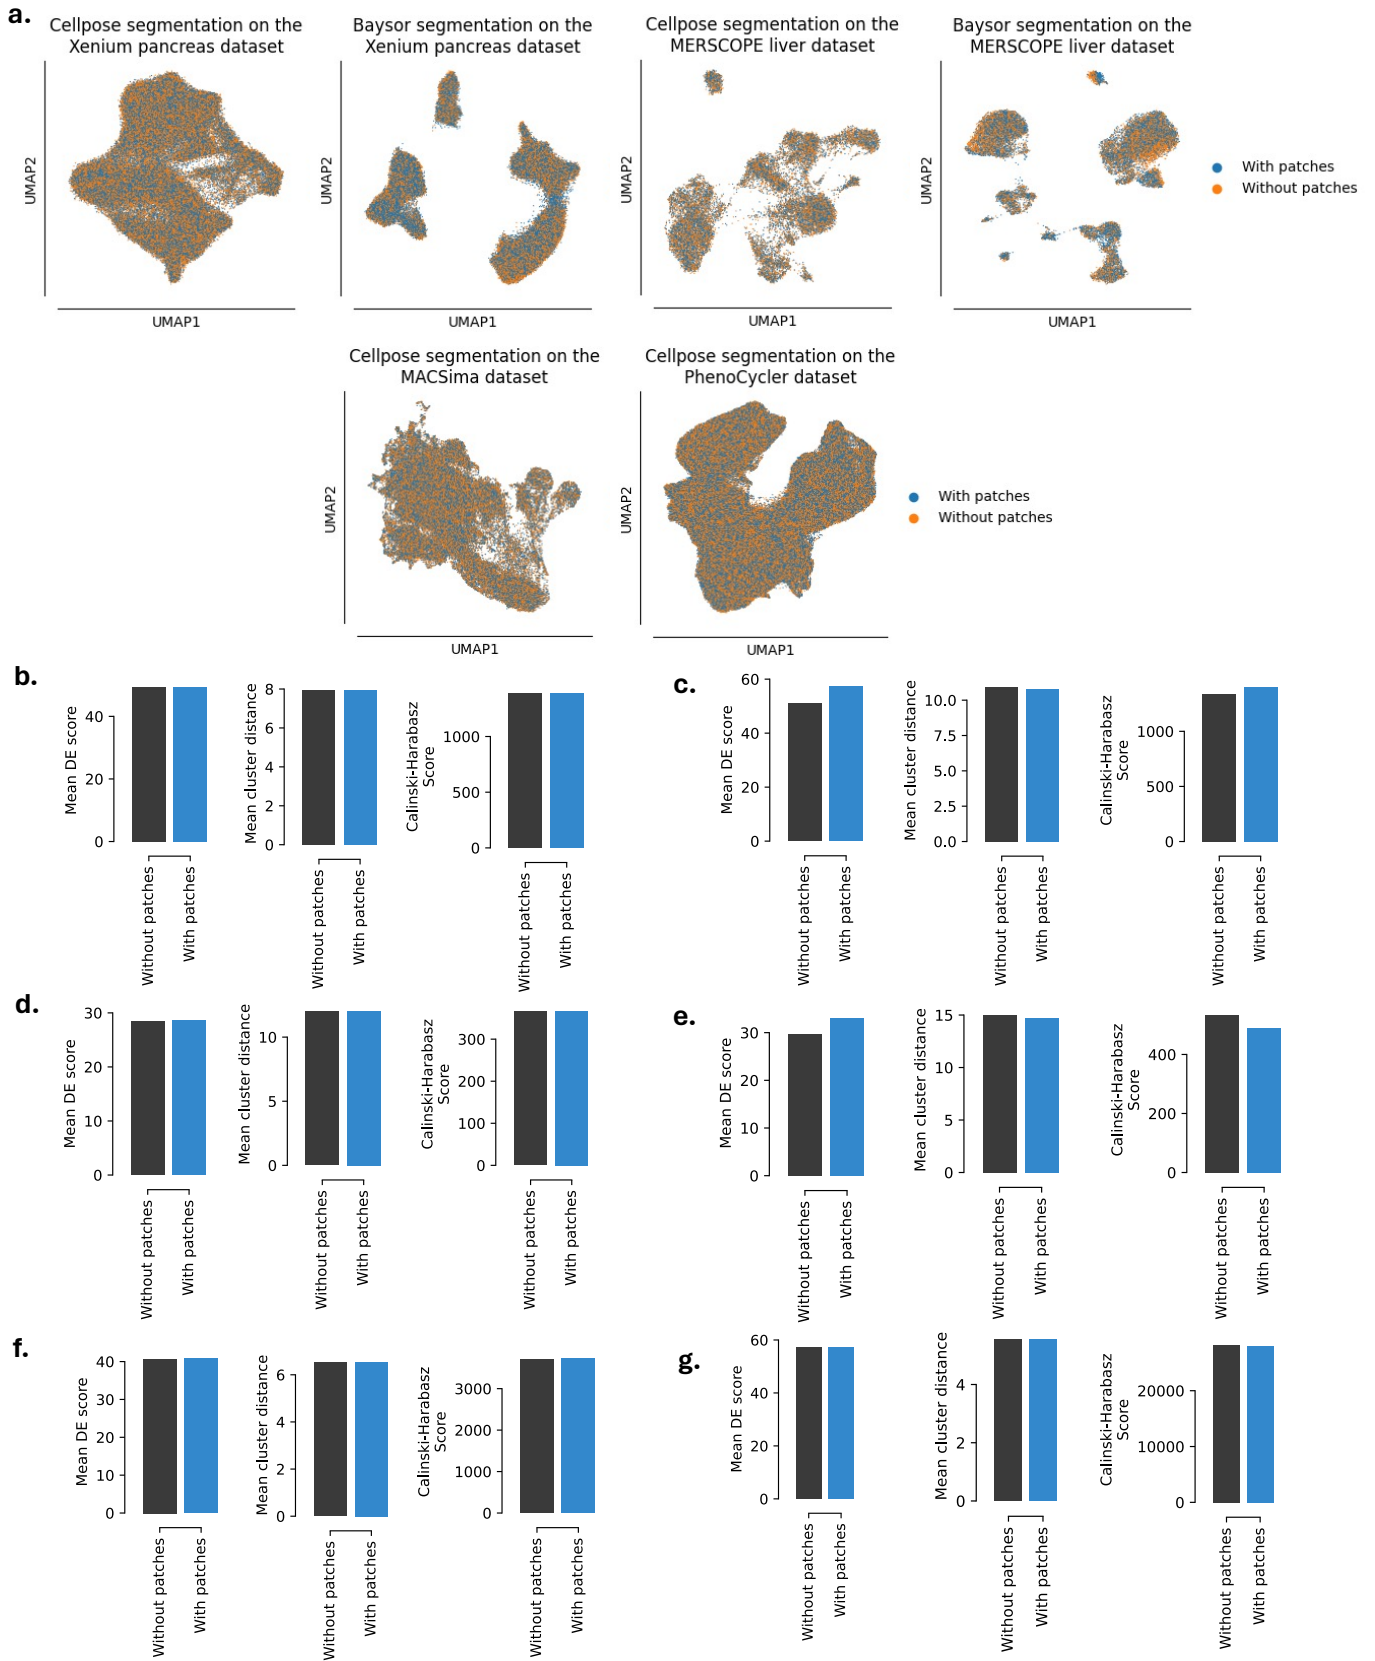 a.
Cellpose segmentation on the
Xenium pancreas dataset
UMAP2
UMAP1
Baysor segmentation on the
Xenium pancreas dataset
UMAP2
UMAP1
Cellpose segmentation on the
MERSCOPE liver dataset
UMAP2
UMAP1
Baysor segmentation on the
MERSCOPE liver dataset
UMAP2
UMAP1
With patches
Without patches
Cellpose segmentation on the
MACSima dataset
UMAP2
UMAP1
Cellpose segmentation on the
PhenoCycler dataset
UMAP2
UMAP1
With patches
Without patches
b.
Mean DE score
40
20
0
Without patches
With patches
Mean cluster distance
8
6
4
2
0
Without patches
With patches
Calinski-Harabasz
Score
1000
500
0
Without patches
With patches
c.
Mean DE score
60
40
20
0
Without patches
With patches
Mean cluster distance
10.0
7.5
5.0
2.5
0.0
Without patches
With patches
Calinski-Harabasz
Score
1000
500
0
Without patches
With patches
d.
Mean DE score
30
20
10
0
Without patches
With patches
Mean cluster distance
10
5
0
Without patches
With patches
Calinski-Harabasz
Score
300
200
100
0
Without patches
With patches
e.
Mean DE score
30
20
10
0
Without patches
With patches
Mean cluster distance
15
10
5
0
Without patches
With patches
Calinski-Harabasz
Score
400
200
0
Without patches
With patches
f.
Mean DE score
40
30
20
10
0
Without patches
With patches
Mean cluster distance
6
4
2
0
Without patches
With patches
Calinski-Harabasz
Score
3000
2000
1000
0
Without patches
With patches
g.
Mean DE score
60
40
20
0
Without patches
With patches
Mean cluster distance
4
2
0
Without patches
With patches
Calinski-Harabasz
Score
20000
10000
0
Without patches
With patches